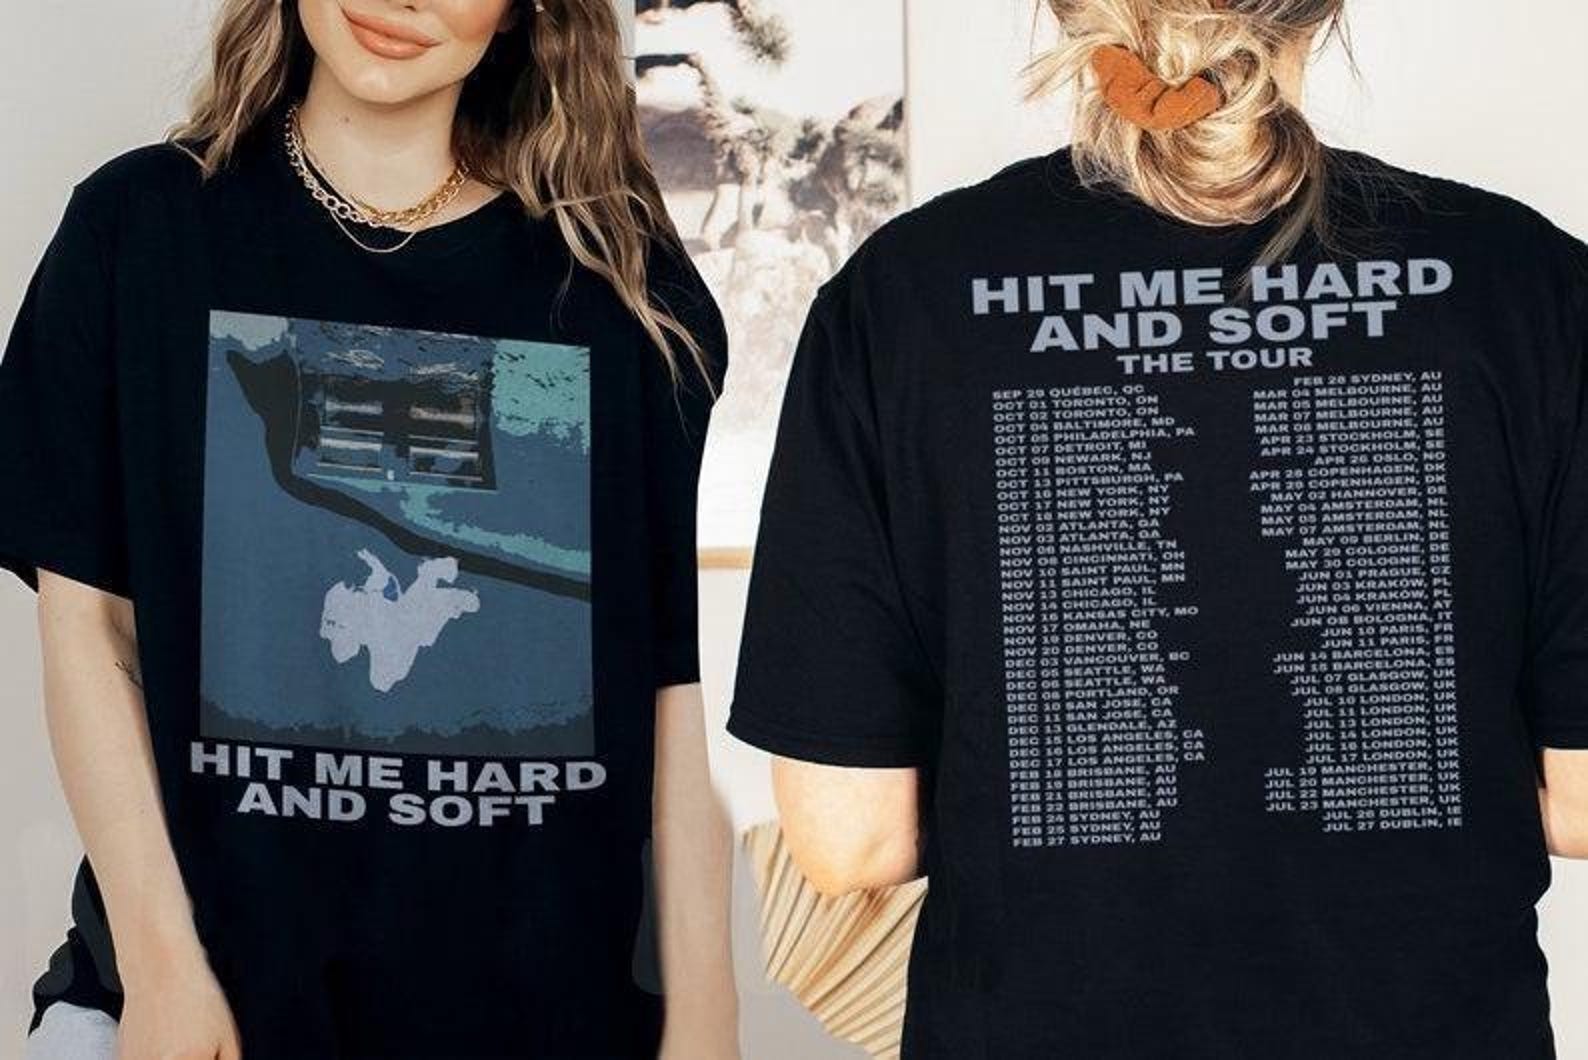 HIT ME HARD
AND SOFT
HIT ME HARD
AND SOFT
THE TOUR
SEP 29 QUÉBEC, QC
OCT 01 TORONTO, ON
OCT 02 TORONTO, ON
OCT 04 BALTIMORE, MD
OCT 05 PHILADELPHIA, PA
OCT 07 DETROIT, MI
OCT 09 NEWARK, NJ
OCT 11 BOSTON, MA
OCT 13 PITTSBURGH, PA
OCT 16 NEW YORK, NY
OCT 17 NEW YORK, NY
OCT 18 NEW YORK, NY
NOV 02 ATLANTA, GA
NOV 03 ATLANTA, GA
NOV 06 NASHVILLE, TN
NOV 08 CINCINNATI, OH
NOV 10 SAINT PAUL, MN
NOV 11 SAINT PAUL, MN
NOV 13 CHICAGO, IL
NOV 14 CHICAGO, IL
NOV 16 KANSAS CITY, MO
NOV 17 OMAHA, NE
NOV 19 DENVER, CO
NOV 20 DENVER, CO
DEC 03 VANCOUVER, BC
DEC 05 SEATTLE, WA
DEC 06 SEATTLE, WA
DEC 08 PORTLAND, OR
DEC 10 SAN JOSE, CA
DEC 11 SAN JOSE, CA
DEC 13 GLENDALE, AZ
DEC 15 LOS ANGELES, CA
DEC 16 LOS ANGELES, CA
DEC 17 LOS ANGELES, CA
FEB 18 BRISBANE, AU
FEB 19 BRISBANE, AU
FEB 21 BRISBANE, AU
FEB 22 BRISBANE, AU
FEB 24 SYDNEY, AU
FEB 25 SYDNEY, AU
FEB 27 SYDNEY, AU
FEB 28 SYDNEY, AU
MAR 04 MELBOURNE, AU
MAR 05 MELBOURNE, AU
MAR 07 MELBOURNE, AU
MAR 08 MELBOURNE, AU
APR 23 STOCKHOLM, SE
APR 24 STOCKHOLM, SE
APR 26 OSLO, NO
APR 28 COPENHAGEN, DK
APR 29 COPENHAGEN, DK
MAY 02 HANNOVER, DE
MAY 04 AMSTERDAM, NL
MAY 05 AMSTERDAM, NL
MAY 07 AMSTERDAM, NL
MAY 09 BERLIN, DE
MAY 29 COLOGNE, DE
MAY 30 COLOGNE, DE
JUN 01 PRAGUE, CZ
JUN 03 KRAKÓW, PL
JUN 04 KRAKÓW, PL
JUN 06 VIENNA, AT
JUN 08 BOLOGNA, IT
JUN 10 PARIS, FR
JUN 11 PARIS, FR
JUN 14 BARCELONA, ES
JUN 15 BARCELONA, ES
JUL 07 GLASGOW, UK
JUL 08 GLASGOW, UK
JUL 10 LONDON, UK
JUL 11 LONDON, UK
JUL 13 LONDON, UK
JUL 14 LONDON, UK
JUL 16 LONDON, UK
JUL 17 LONDON, UK
JUL 19 MANCHESTER, UK
JUL 20 MANCHESTER, UK
JUL 22 MANCHESTER, UK
JUL 23 MANCHESTER, UK
JUL 26 DUBLIN, IE
JUL 27 DUBLIN, IE